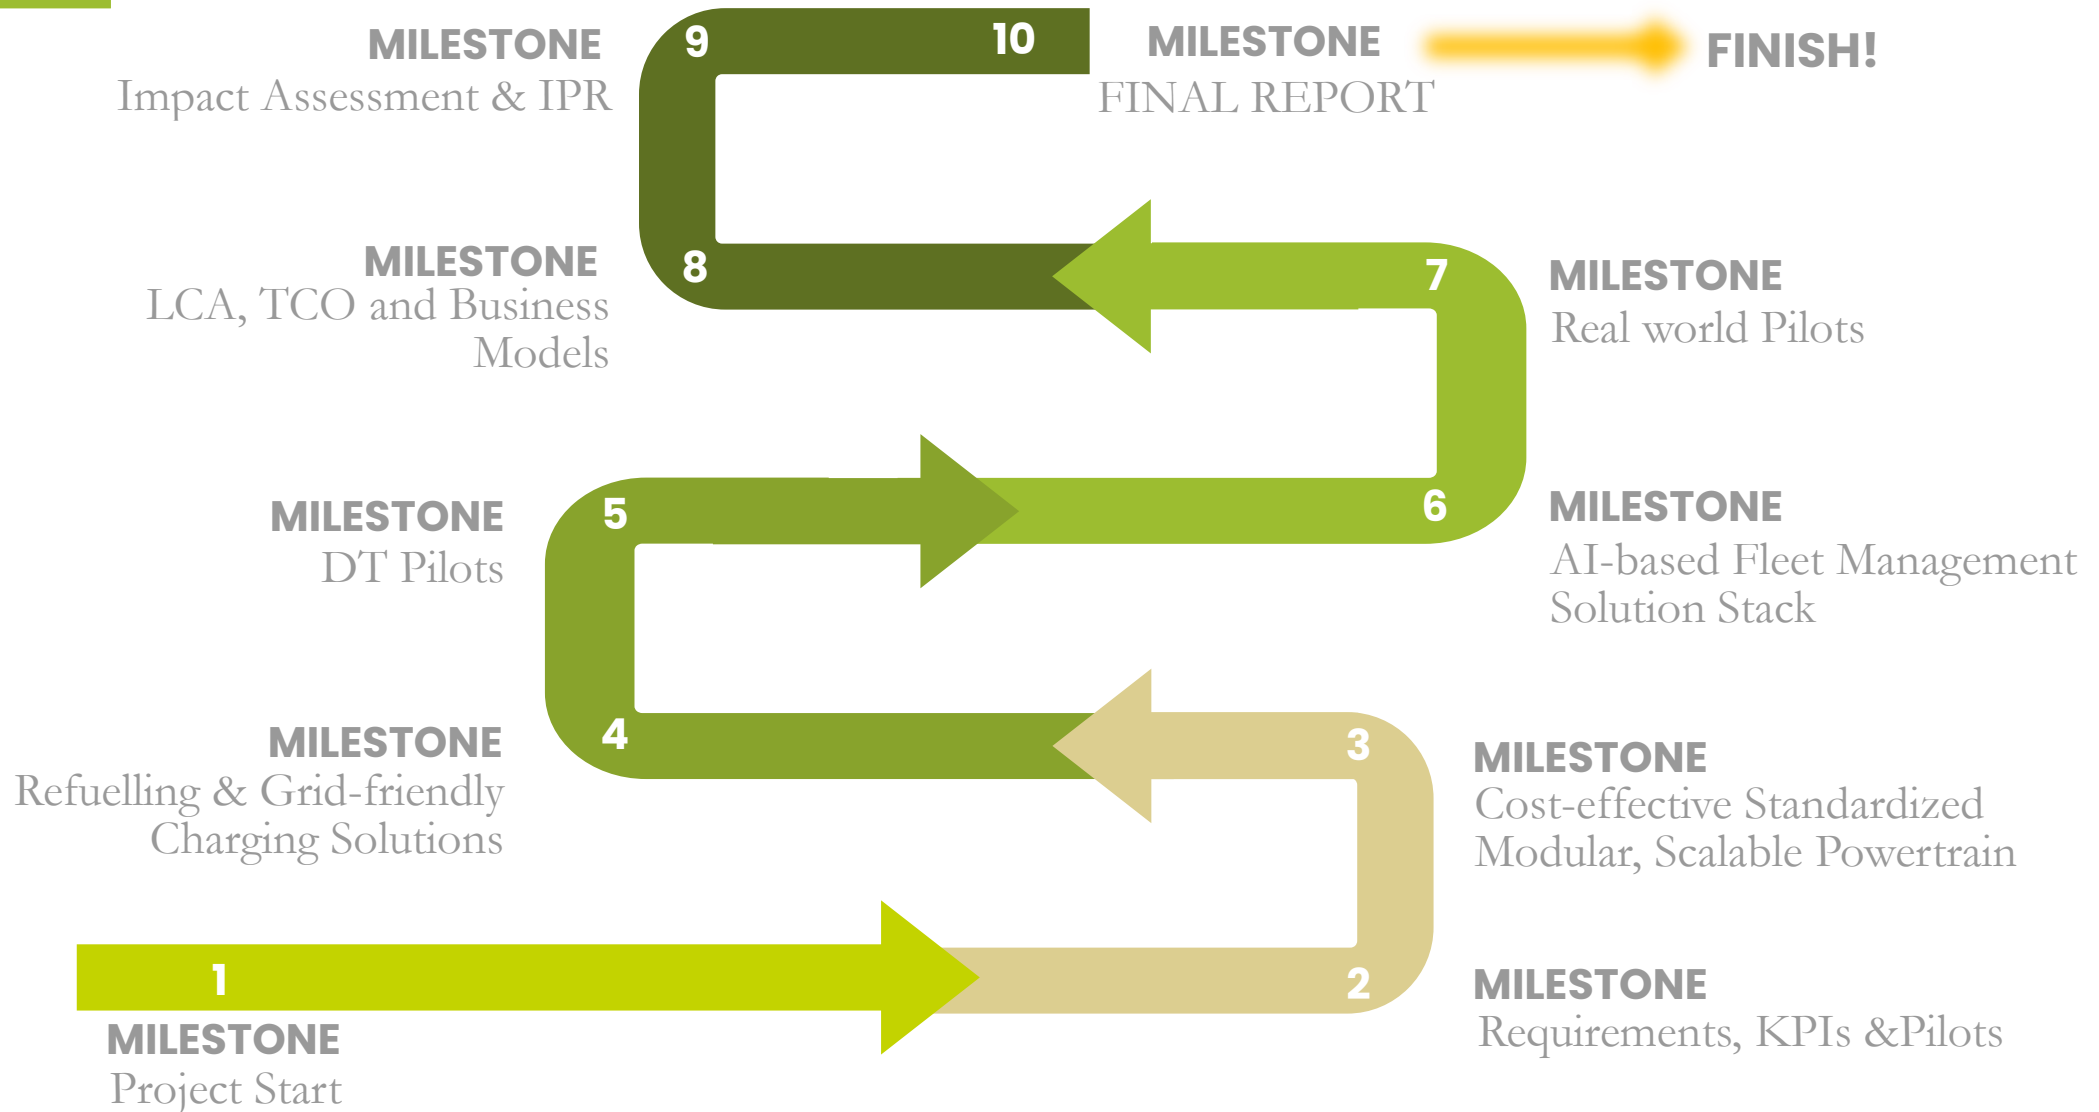 MILESTONE
Impact Assessment & IPR
9
10
MILESTONE
FINAL REPORT
FINISH!
MILESTONE
LCA, TCO and Business
Models
8
7
MILESTONE
Real world Pilots
MILESTONE
DT Pilots
5
6
MILESTONE
AI-based Fleet Management
Solution Stack
MILESTONE
Refuelling & Grid-friendly
Charging Solutions
4
3
MILESTONE
Cost-effective Standardized
Modular, Scalable Powertrain
1
MILESTONE
Project Start
2
MILESTONE
Requirements, KPIs &Pilots